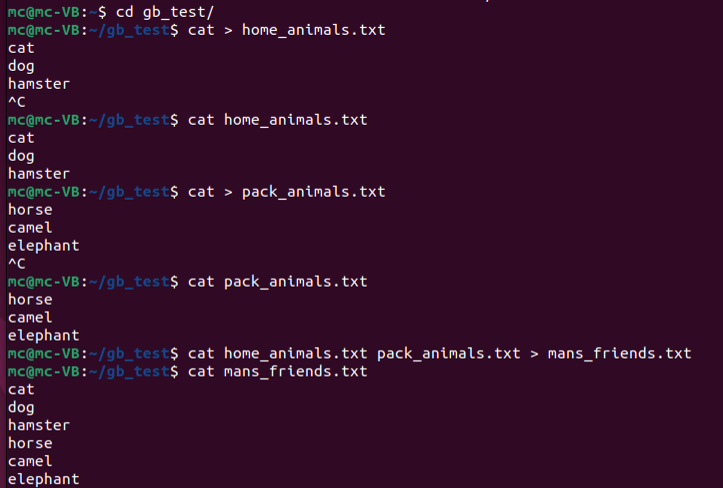 mc@mc-VB:~$ cd gb_test/
mc@mc-VB:~/gb_test$ cat > home_animals.txt
cat
dog
hamster
^C
mc@mc-VB:~/gb_test$ cat home_animals.txt
cat
dog
hamster
mc@mc-VB:~/gb_test$ cat > pack_animals.txt
horse
camel
elephant
^C
mc@mc-VB:~/gb_test$ cat pack_animals.txt
horse
camel
elephant
mc@mc-VB:~/gb_test$ cat home_animals.txt pack_animals.txt > mans_friends.txt
mc@mc-VB:~/gb_test$ cat mans_friends.txt
cat
dog
hamster
horse
camel
elephant